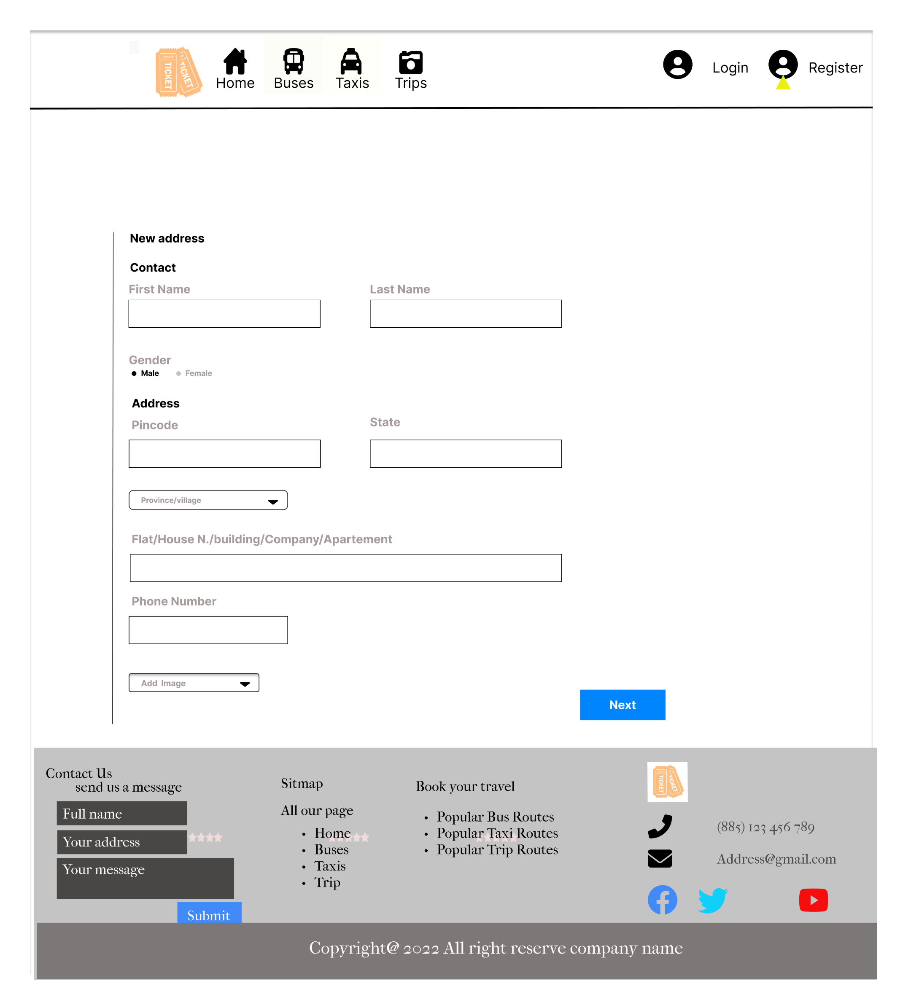 012345
TICKET
TICKET
Home
Buses
Taxis
Trips
Login
Register
New address
Contact
First Name
Last Name
Gender
Male
Female
Address
Pincode
State
Province/village
Flat/House N./building/Company/Apartement
Phone Number
Add Image
Next
Contact Us
send us a message
Full name
Your address
Your message
Submit
Sitmap
All our page
• Home
• Buses
• Taxis
• Trip
Book your travel
• Popular Bus Routes
• Popular Taxi Routes
• Popular Trip Routes
TICKET
TICKET
(885) 123 456 789
Address@gmail.com
Copyright@ 2022 All right reserve company name